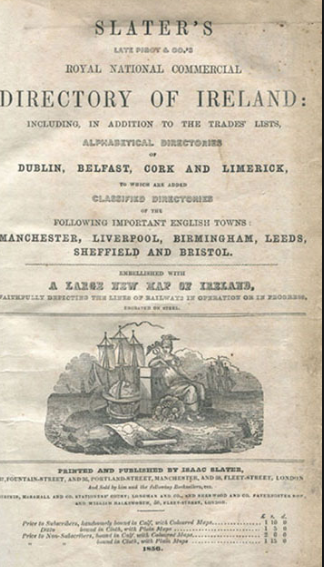 SLATER'S
LATE PIGOT & CO.'S
ROYAL NATIONAL COMMERCIAL
DIRECTORY OF IRELAND:
INCLUDING, IN ADDITION TO THE TRADES' LISTS,
ALPHABETICAL DIRECTORIES
OF
DUBLIN, BELFAST, CORK AND LIMERICK,
TO WHICH ARE ADDED
CLASSIFIED DIRECTORIES
OF THE
FOLLOWING IMPORTANT ENGLISH TOWNS:
MANCHESTER, LIVERPOOL, BIRMINGHAM, LEEDS,
SHEFFIELD AND BRISTOL.
EMBELLISHED WITH
A LARGE NEW MAP OF IRELAND,
FAITHFULLY DEPICTING THE LINES OF RAILWAYS IN OPERATION OR IN PROGRESS,
ENGRAVED ON STEEL.
PRINTED AND PUBLISHED BY ISAAC SLATER,
FOUNTAIN-STREET, AND PORTLAND-STREET, MANCHESTER, AND FLEET-STREET, LONDON
And Sold by him and the following Booksellers, viz.
MARSHALL AND CO. STATIONERS' COURT; LONGMAN AND CO., AND SHERWOOD AND CO. PATERNOSTER ROW,
AND WILLIAM FLEET-STREET, LONDON.
£. s. d.
Price to Subscribers, handsomely bound in Calf, with Coloured Maps 1 10 0
Ditto bound in Cloth, with Plain Maps 1 5 0
Price to Non-Subscribers, bound in Calf, with Coloured Maps 2 0 0
Do. bound in Cloth, with Plain Maps 1 15 0
1856.